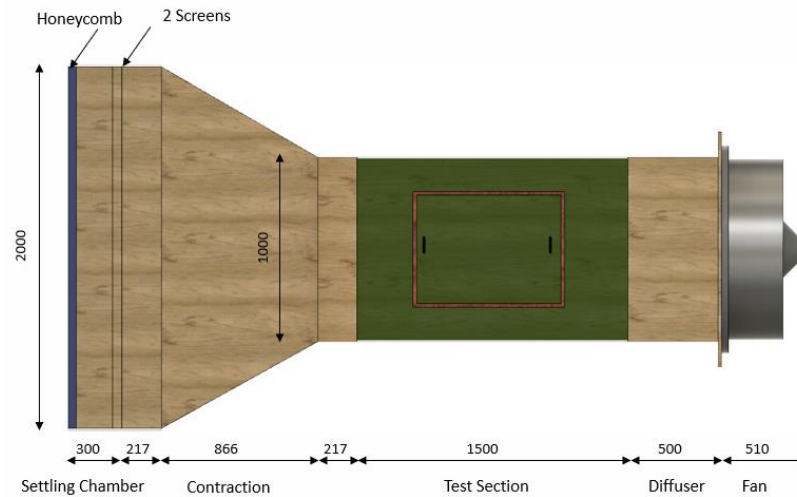 Honeycomb
2 Screens
2000
1000
300
217
866
217
1500
500
510
Settling Chamber
Contraction
Test Section
Diffuser
Fan